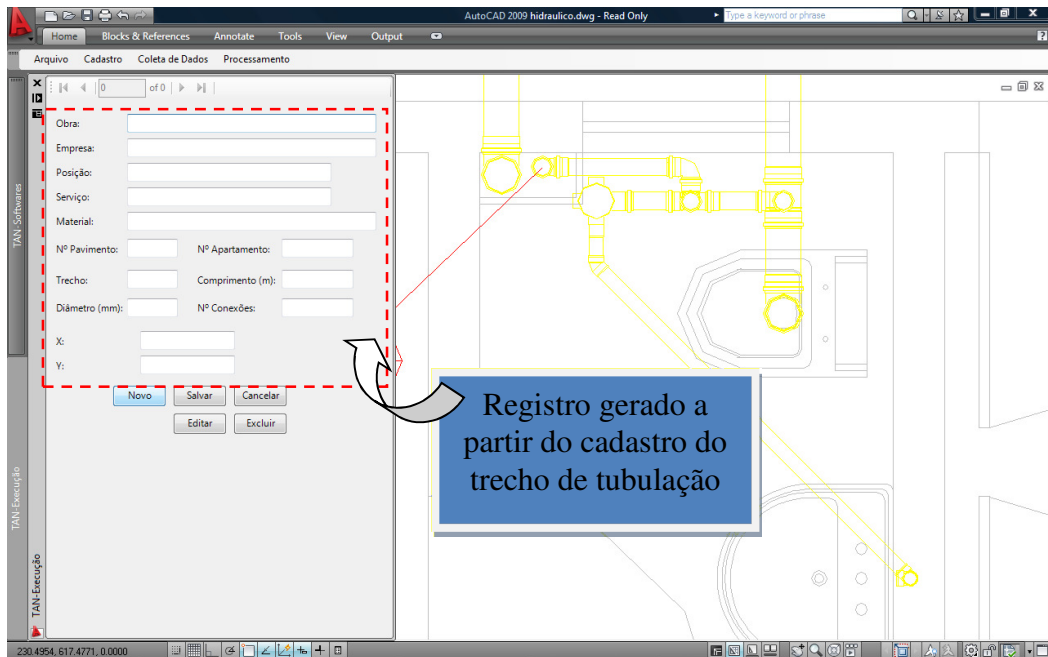 AutoCAD 2009 hidraulico.dwg - Read Only
Type a keyword or phrase
Home Blocks & References Annotate Tools View Output
Arquivo Cadastro Coleta de Dados Processamento
0 of 0
Obra:
Empresa:
Posição:
Serviço:
Material:
Nº Pavimento: Nº Apartamento:
Trecho: Comprimento (m):
Diâmetro (mm): Nº Conexões:
X:
Y:
Novo Salvar Cancelar
Editar Excluir
Registro gerado a
partir do cadastro do
trecho de tubulação
TAN-Softwares
TAN-Execução
TAN-Execução
230.4954, 617.4771, 0.0000